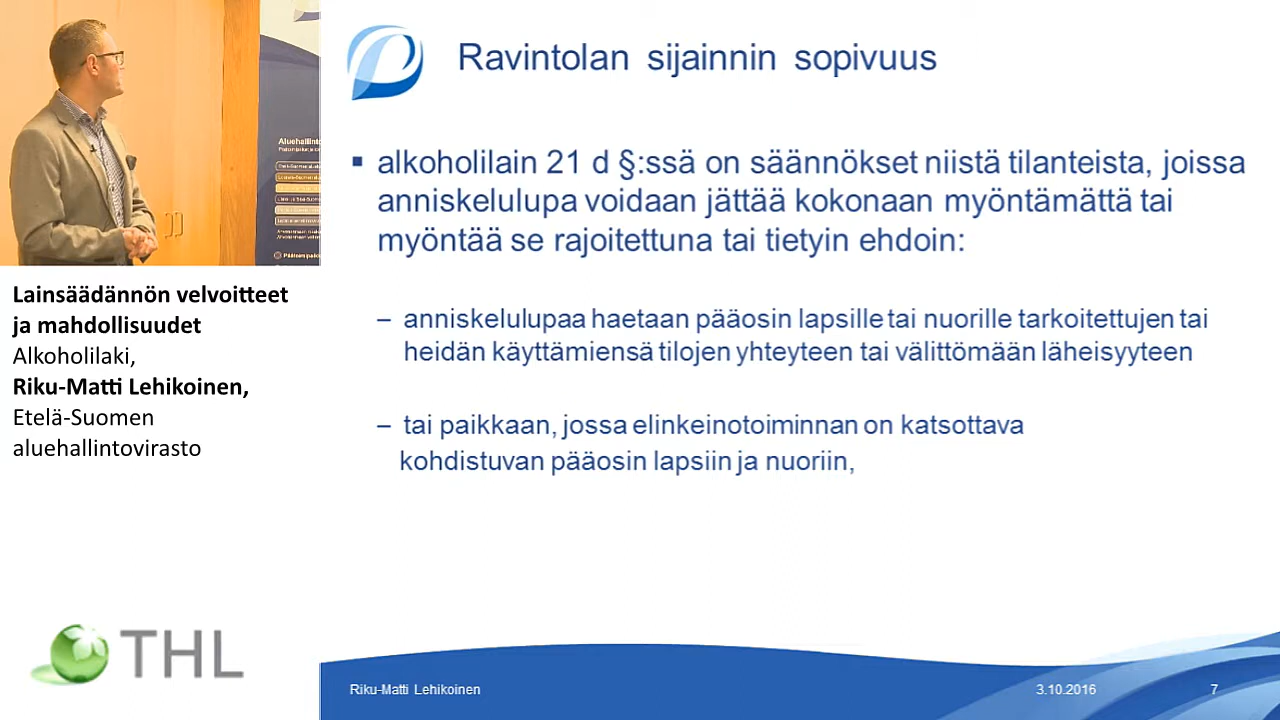 Ravintolan sijainnin sopivuus
▪ alkoholilain 21 d §:ssä on säännökset niistä tilanteista, joissa
anniskelulupa voidaan jättää kokonaan myöntämättä tai
myöntää se rajoitettuna tai tietyin ehdoin:
– anniskelulupaa haetaan pääosin lapsille tai nuorille tarkoitettujen tai
heidän käyttämiensä tilojen yhteyteen tai välittömään läheisyyteen
– tai paikkaan, jossa elinkeinotoiminnan on katsottava
kohdistuvan pääosin lapsiin ja nuoriin,
Lainsäädännön velvoitteet
ja mahdollisuudet
Alkoholilaki,
Riku-Matti Lehikoinen,
Etelä-Suomen
aluehallintovirasto
THL
Riku-Matti Lehikoinen
3.10.2016
7